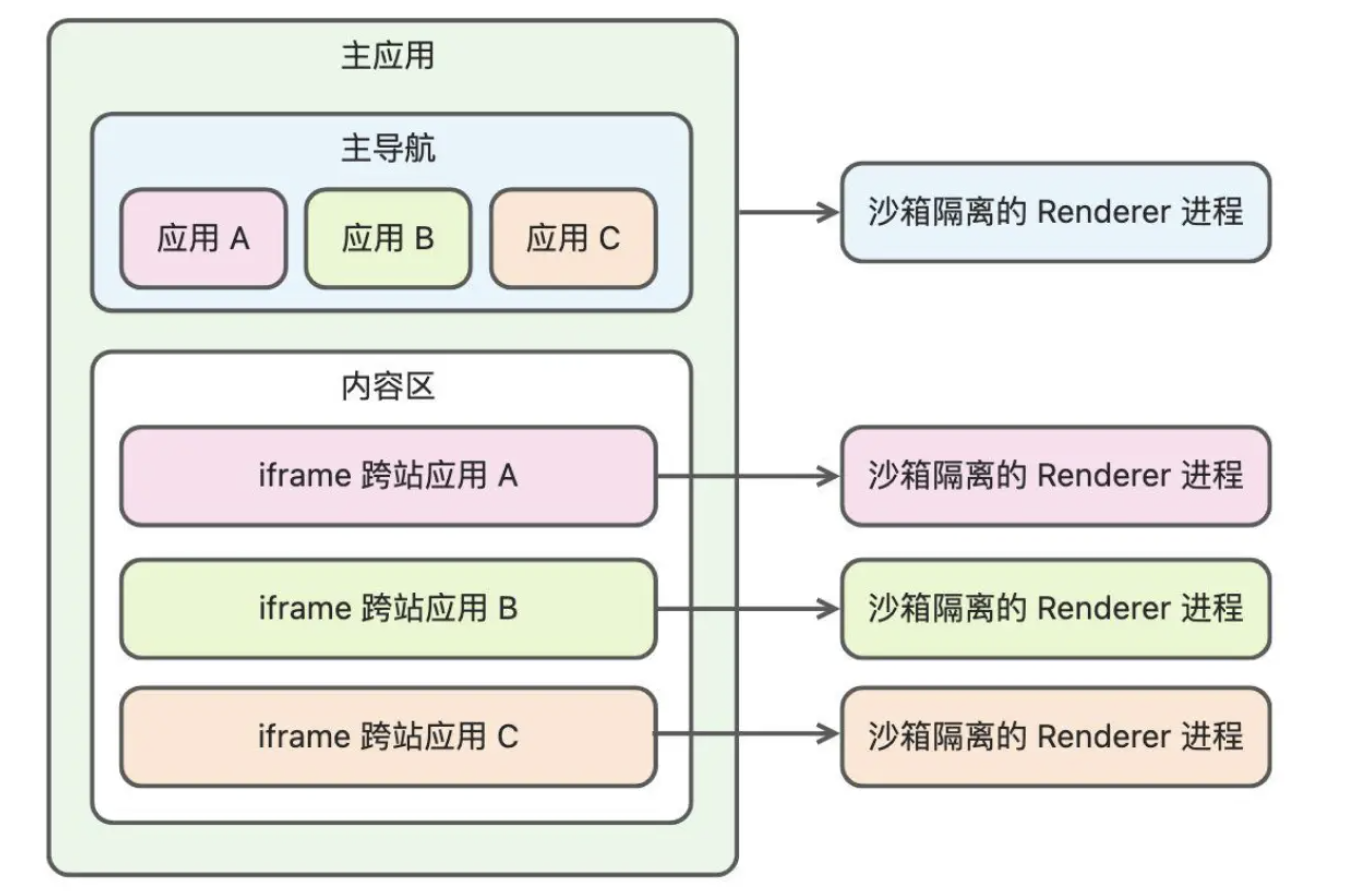 主应用
主导航
应用 A
应用 B
应用 C
沙箱隔离的 Renderer 进程
内容区
iframe 跨站应用 A
沙箱隔离的 Renderer 进程
iframe 跨站应用 B
沙箱隔离的 Renderer 进程
iframe 跨站应用 C
沙箱隔离的 Renderer 进程